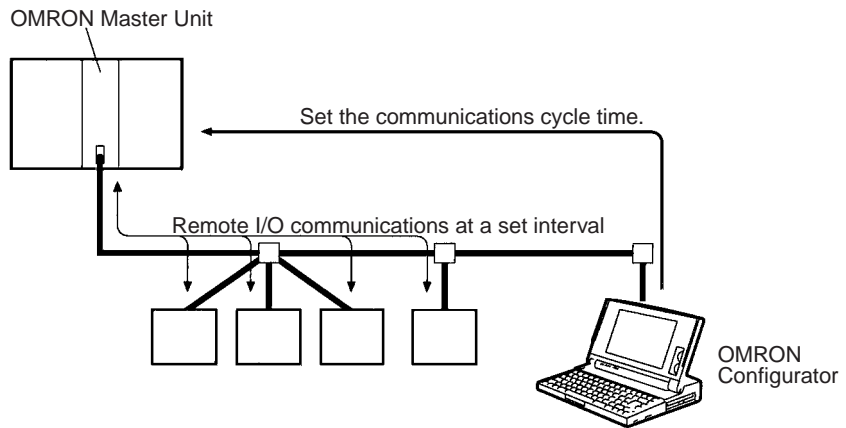 OMRON Master Unit
Set the communications cycle time.
Remote I/O communications at a set interval
OMRON
Configurator